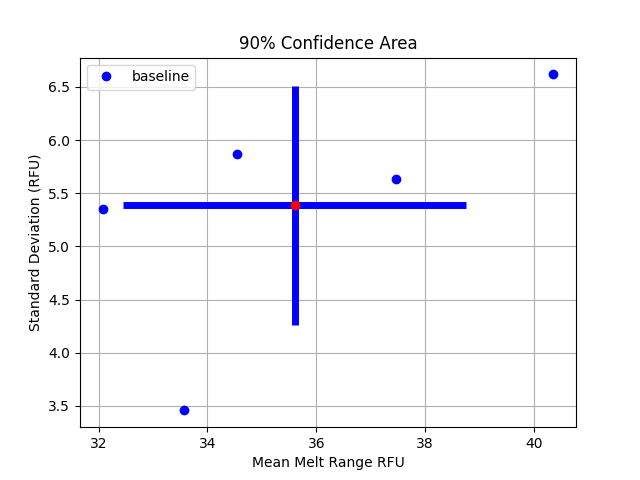 90% Confidence Area
baseline
6.5
6.0
5.5
5.0
4.5
4.0
3.5
Standard Deviation (RFU)
32 34 36 38 40
Mean Melt Range RFU